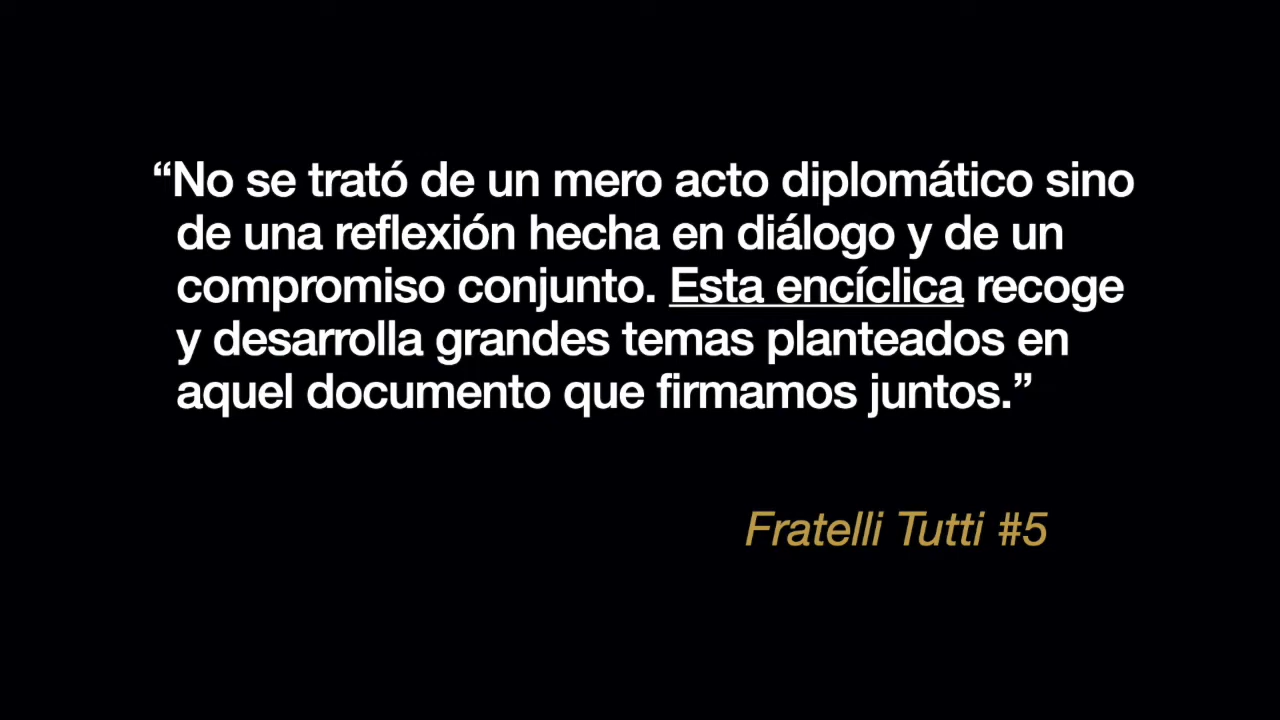 “No se trató de un mero acto diplomático sino
de una reflexión hecha en diálogo y de un
compromiso conjunto. Esta encíclica recoge
y desarrolla grandes temas planteados en
aquel documento que firmamos juntos.”
Fratelli Tutti #5